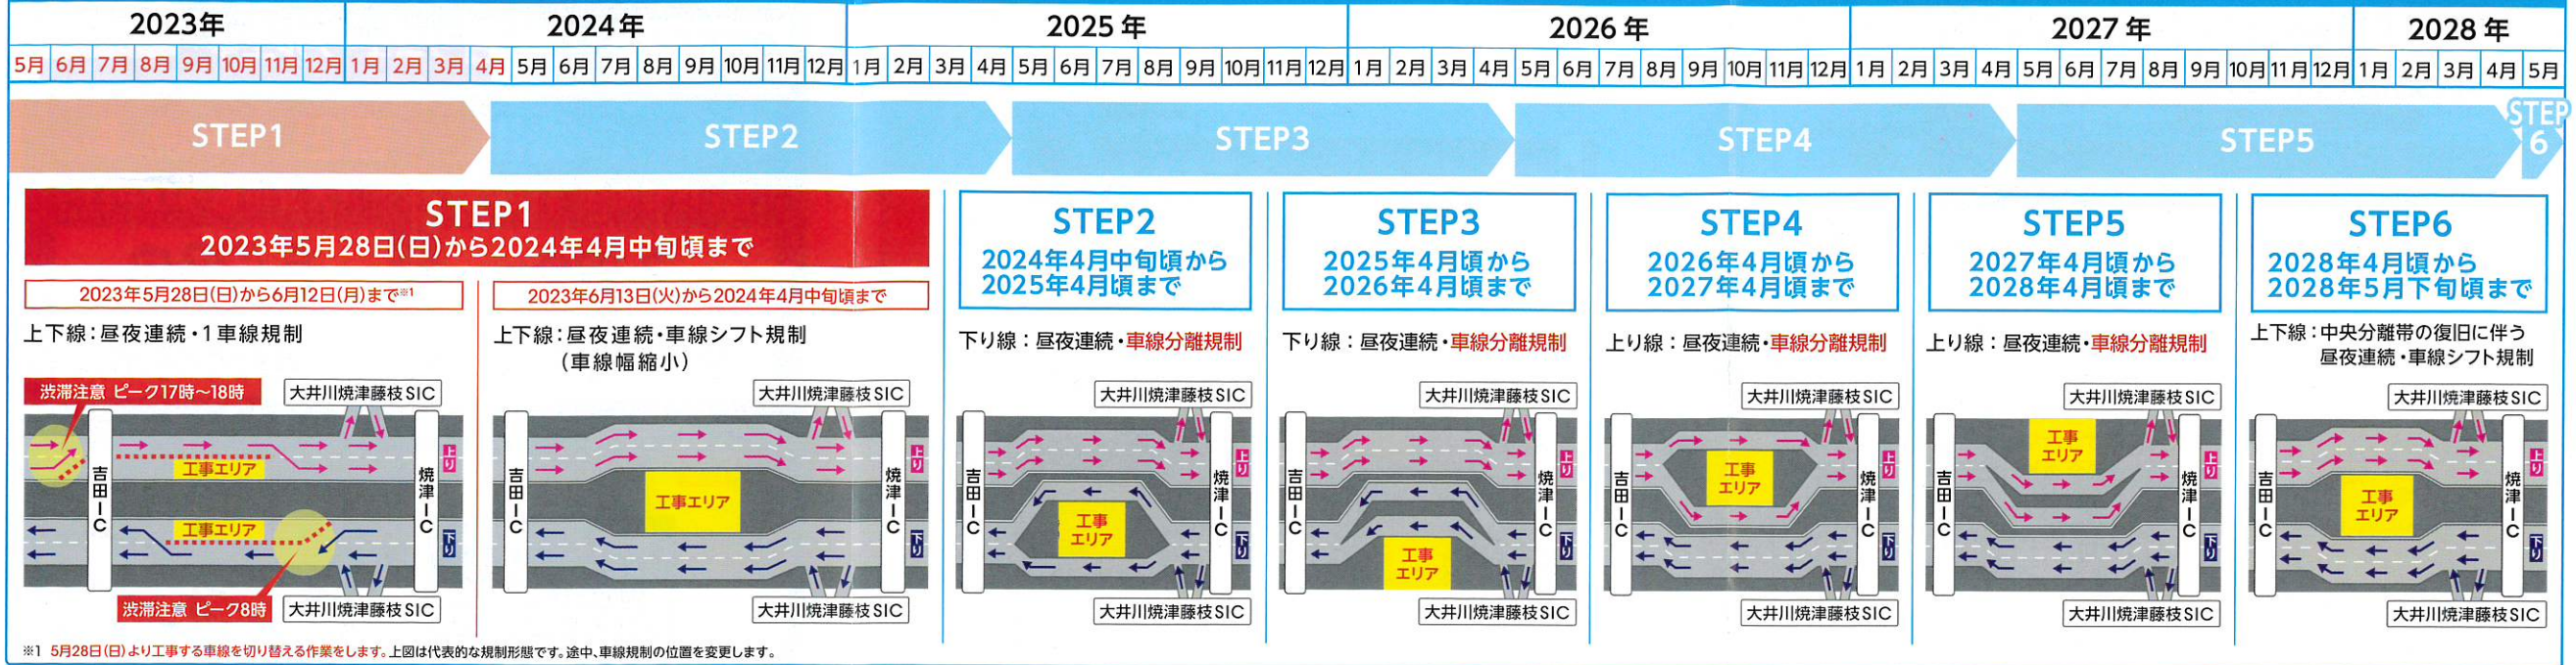 2023年
2024年
2025年
2026年
2027年
2028年
5月 6月 7月 8月 9月 10月 11月 12月 1月 2月 3月 4月 5月 6月 7月 8月 9月 10月 11月 12月 1月 2月 3月 4月 5月 6月 7月 8月 9月 10月 11月 12月 1月 2月 3月 4月 5月 6月 7月 8月 9月 10月 11月 12月 1月 2月 3月 4月 5月 6月 7月 8月 9月 10月 11月 12月 1月 2月 3月 4月 5月
STEP1
STEP2
STEP3
STEP4
STEP5
STEP
6
STEP1
2023年5月28日(日)から2024年4月中旬頃まで
2023年5月28日(日)から6月12日(月)まで※1
上下線：昼夜連続・1車線規制
渋滞注意 ピーク17時～18時
大井川焼津藤枝SIC
吉田IC
工事エリア
工事エリア
焼津IC
上り
下り
渋滞注意 ピーク8時
大井川焼津藤枝SIC
2023年6月13日(火)から2024年4月中旬頃まで
上下線：昼夜連続・車線シフト規制
(車線幅縮小)
大井川焼津藤枝SIC
吉田IC
工事エリア
焼津IC
上り
下り
大井川焼津藤枝SIC
STEP2
2024年4月中旬頃から
2025年4月頃まで
下り線：昼夜連続・車線分離規制
大井川焼津藤枝SIC
吉田IC
工事
エリア
焼津IC
上り
下り
大井川焼津藤枝SIC
STEP3
2025年4月頃から
2026年4月頃まで
下り線：昼夜連続・車線分離規制
大井川焼津藤枝SIC
吉田IC
工事
エリア
焼津IC
上り
下り
大井川焼津藤枝SIC
STEP4
2026年4月頃から
2027年4月頃まで
上り線：昼夜連続・車線分離規制
大井川焼津藤枝SIC
吉田IC
工事
エリア
焼津IC
上り
下り
大井川焼津藤枝SIC
STEP5
2027年4月頃から
2028年4月頃まで
上り線：昼夜連続・車線分離規制
大井川焼津藤枝SIC
吉田IC
工事
エリア
焼津IC
上り
下り
大井川焼津藤枝SIC
STEP6
2028年4月頃から
2028年5月下旬頃まで
上下線：中央分離帯の復旧に伴う
昼夜連続・車線シフト規制
大井川焼津藤枝SIC
吉田IC
工事
エリア
焼津IC
上り
下り
大井川焼津藤枝SIC
※1 5月28日(日)より工事する車線を切り替える作業をします。上図は代表的な規制形態です。途中、車線規制の位置を変更します。